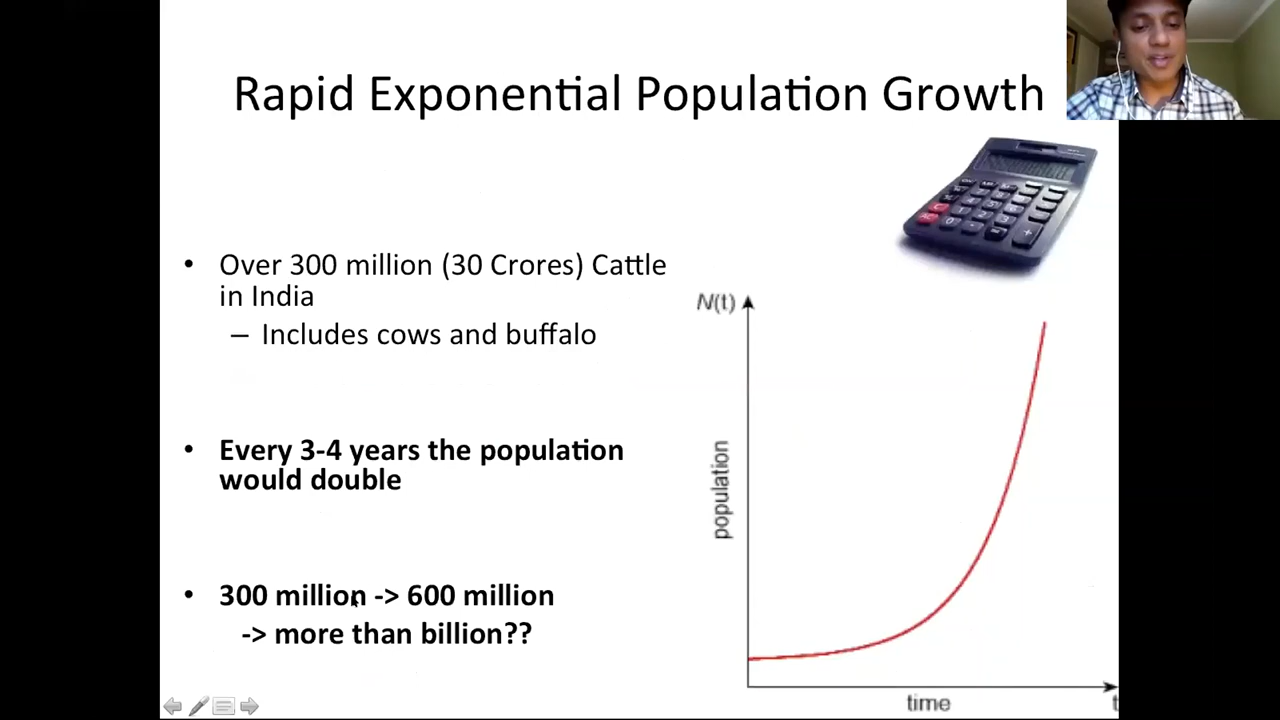 Rapid Exponential Population Growth
• Over 300 million (30 Crores) Cattle
in India
– Includes cows and buffalo
• Every 3-4 years the population
would double
• 300 million -> 600 million
-> more than billion??
N(t)
population
time
t